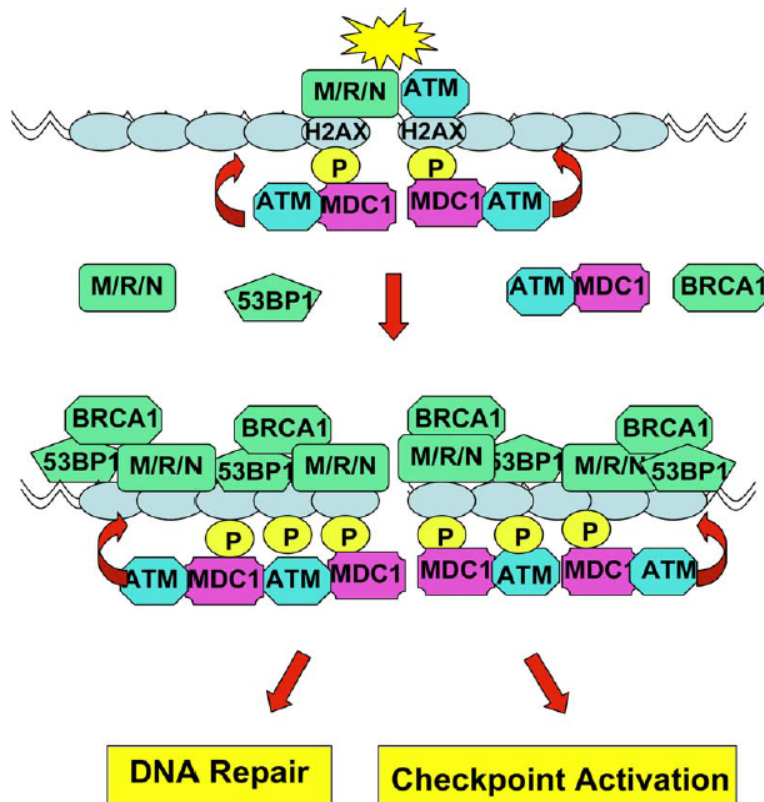 M/R/N ATM
H2AX H2AX
P P
ATM MDC1 MDC1 ATM
M/R/N 53BP1 ATM MDC1 BRCA1
BRCA1 BRCA1 BRCA1 BRCA1
53BP1 M/R/N 53BP1 M/R/N M/R/N 53BP1 M/R/N 53BP1
P P P P P P
ATM MDC1 ATM MDC1 MDC1 ATM MDC1 ATM
DNA Repair Checkpoint Activation